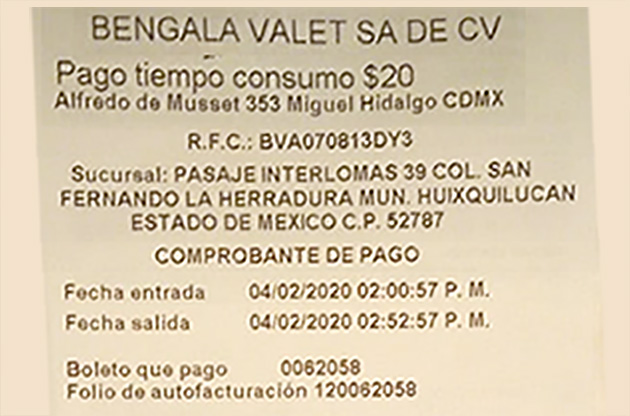 BENGALA VALET SA DE CV
Pago tiempo consumo $20
Alfredo de Musset 353 Miguel Hidalgo CDMX
R.F.C.: BVA070813DY3
Sucursal: PASAJE INTERLOMAS 39 COL. SAN
FERNANDO LA HERRADURA MUN. HUIXQUILUCAN
ESTADO DE MEXICO C.P. 52787
COMPROBANTE DE PAGO
Fecha entrada 04/02/2020 02:00:57 P. M.
Fecha salida 04/02/2020 02:52:57 P. M.
Boleto que pago 0062058
Folio de autofacturación 120062058